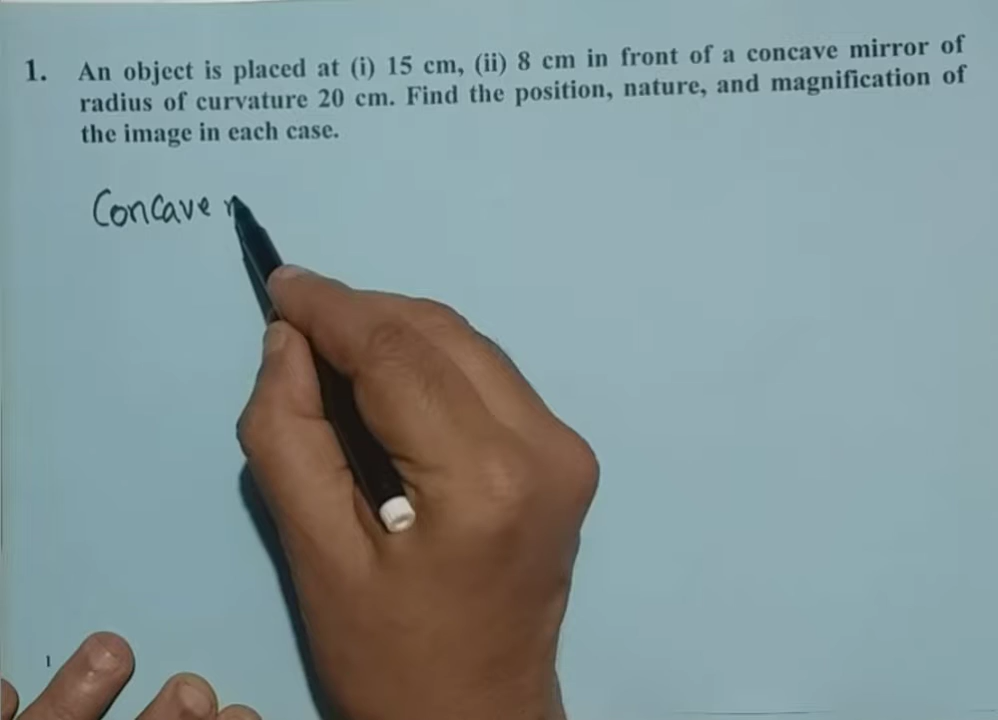 1. An object is placed at (i) 15 cm, (ii) 8 cm in front of a concave mirror of
radius of curvature 20 cm. Find the position, nature, and magnification of
the image in each case.
Concave
1